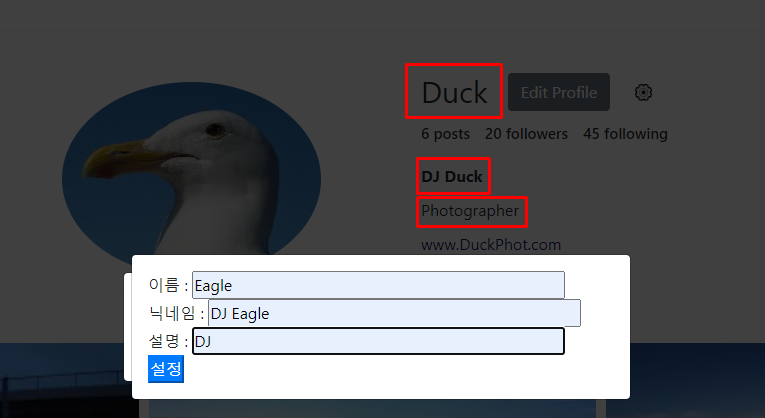 Duck Edit Profile
6 posts 20 followers 45 following
DJ Duck
Photographer
www.DuckPhot.com
이름 : Eagle
닉네임 : DJ Eagle
설명 : DJ
설정